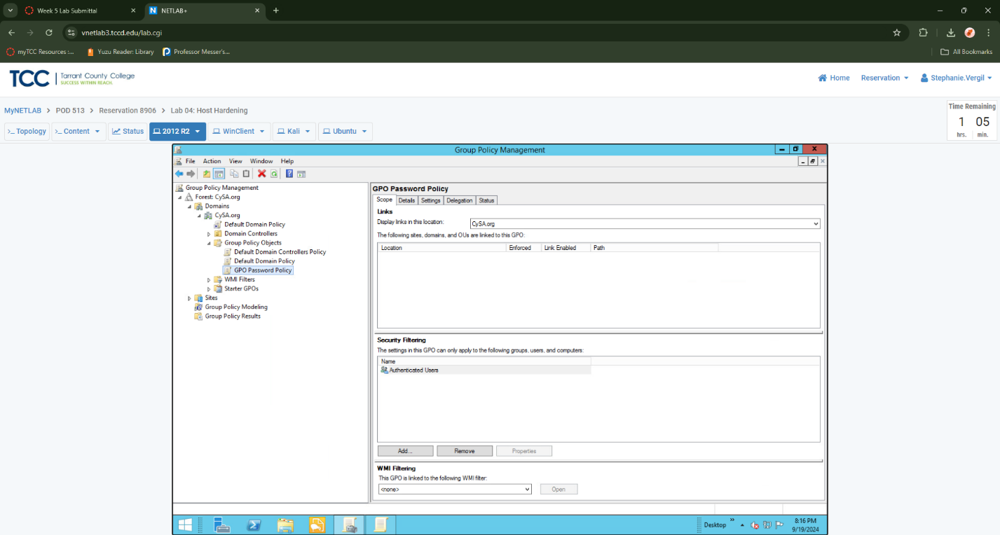 Week 5 Lab Submittal
NETLAB+
vnetlab3.tccd.edu/lab.cgi
myTCC Resources :...
Yuzu Reader: Library
Professor Messer's...
All Bookmarks
TCC
Tarrant County College
SUCCESS WITHIN REACH.
Home
Reservation
Stephanie.Vergil
MyNETLAB > POD 513 > Reservation 8906 > Lab 04: Host Hardening
Time Remaining
1 05
hrs. min.
>_ Topology
>_ Content
Status
2012 R2
WinClient
Kali
Ubuntu
Group Policy Management
File Action View Window Help
Group Policy Management
Forest: CySA.org
Domains
CySA.org
Default Domain Policy
Domain Controllers
Group Policy Objects
Default Domain Controllers Policy
Default Domain Policy
GPO Password Policy
WMI Filters
Starter GPOs
Sites
Group Policy Modeling
Group Policy Results
GPO Password Policy
Scope Details Settings Delegation Status
Links
Display links in this location: CySA.org
The following sites, domains, and OUs are linked to this GPO:
Location Enforced Link Enabled Path
Security Filtering
The settings in this GPO can only apply to the following groups, users, and computers:
Name
Authenticated Users
Add... Remove Properties
WMI Filtering
This GPO is linked to the following WMI filter:
<none> Open
Desktop »
8:16 PM
9/19/2024